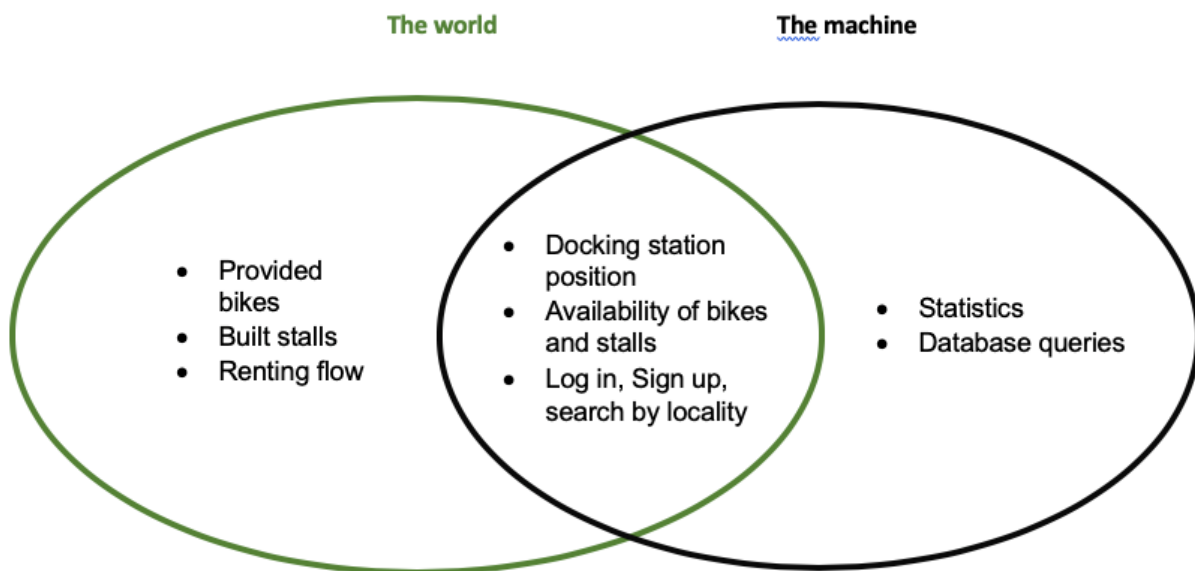 The world
The machine
• Provided
bikes
• Built stalls
• Renting flow
• Docking station
position
• Availability of bikes
and stalls
• Log in, Sign up,
search by locality
• Statistics
• Database queries